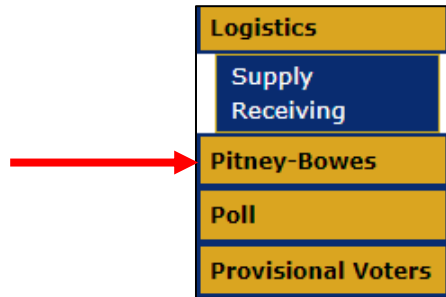 Logistics
Supply
Receiving
Pitney-Bowes
Poll
Provisional Voters